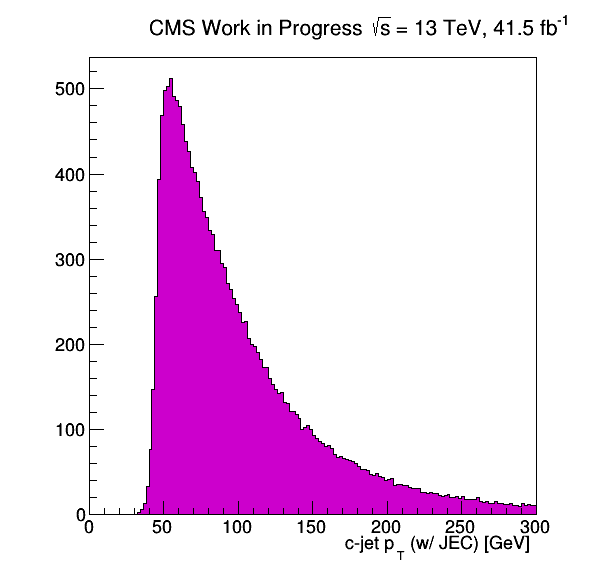 CMS Work in Progress √s = 13 TeV, 41.5 fb⁻¹
500
400
300
200
100
0
0 50 100 150 200 250 300
c-jet p_T (w/ JEC) [GeV]